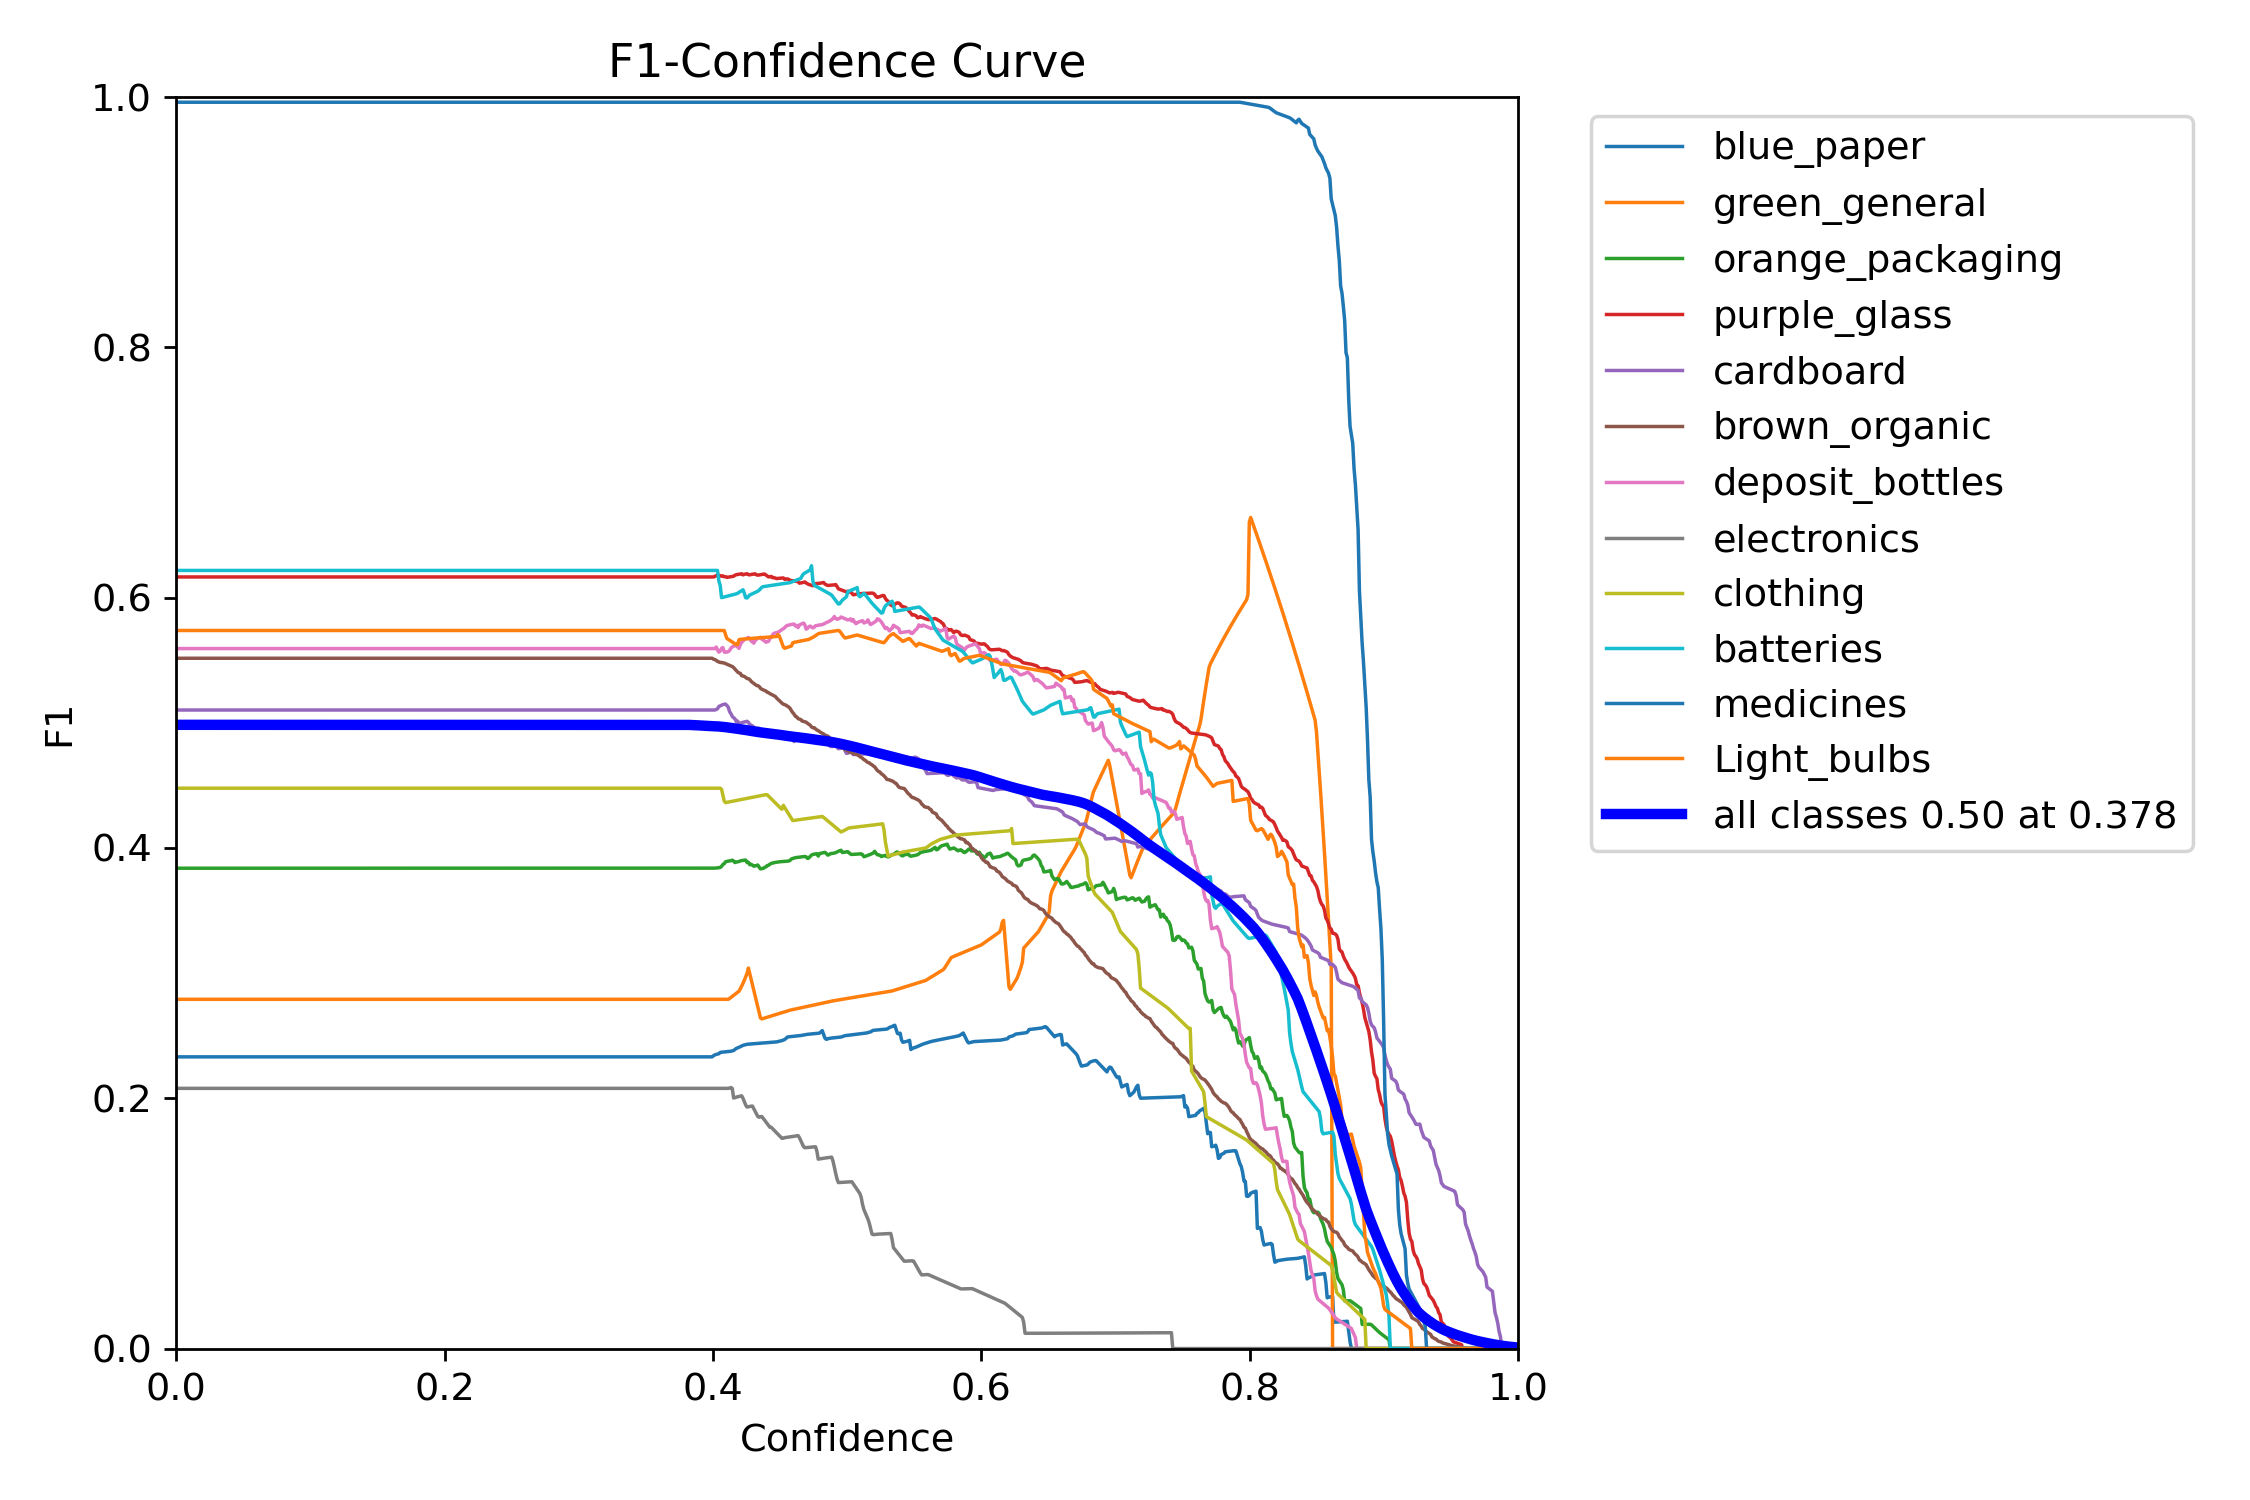 F1-Confidence Curve
1.0
0.8
0.6
0.4
0.2
0.0
F1
0.0 0.2 0.4 0.6 0.8 1.0
Confidence
blue_paper
green_general
orange_packaging
purple_glass
cardboard
brown_organic
deposit_bottles
electronics
clothing
batteries
medicines
Light_bulbs
all classes 0.50 at 0.378